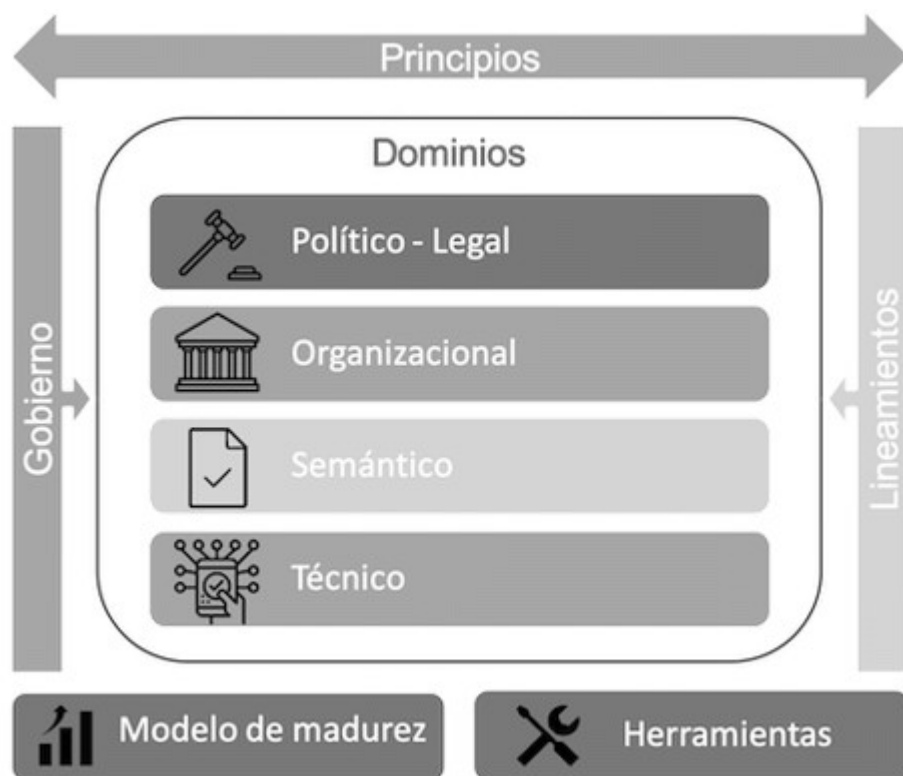 Principios
Dominios
Político - Legal
Organizacional
Semántico
Técnico
Gobierno
Lineamientos
Modelo de madurez
Herramientas